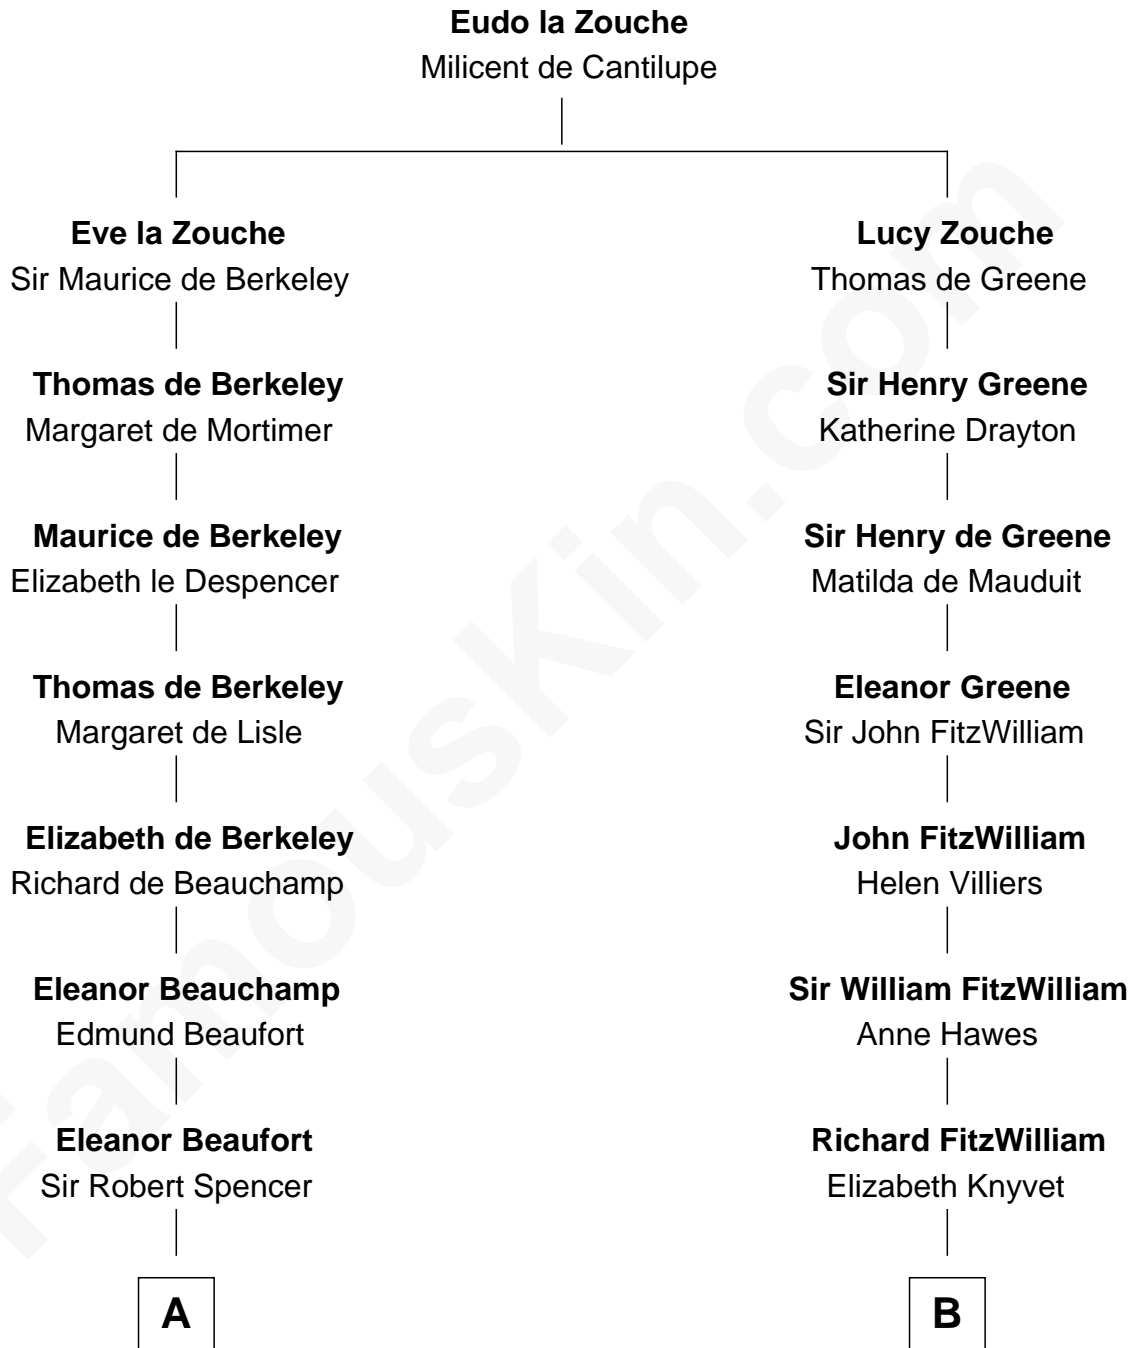 Eudo la Zouche
Milicent de Cantilupe
Eve la Zouche
Sir Maurice de Berkeley
Lucy Zouche
Thomas de Greene
Thomas de Berkeley
Margaret de Mortimer
Sir Henry Greene
Katherine Drayton
Maurice de Berkeley
Elizabeth le Despencer
Sir Henry de Greene
Matilda de Mauduit
Thomas de Berkeley
Margaret de Lisle
Eleanor Greene
Sir John FitzWilliam
Elizabeth de Berkeley
Richard de Beauchamp
John FitzWilliam
Helen Villiers
Eleanor Beauchamp
Edmund Beaufort
Sir William FitzWilliam
Anne Hawes
Eleanor Beaufort
Sir Robert Spencer
Richard FitzWilliam
Elizabeth Knyvet
A
B
FamousKin.com